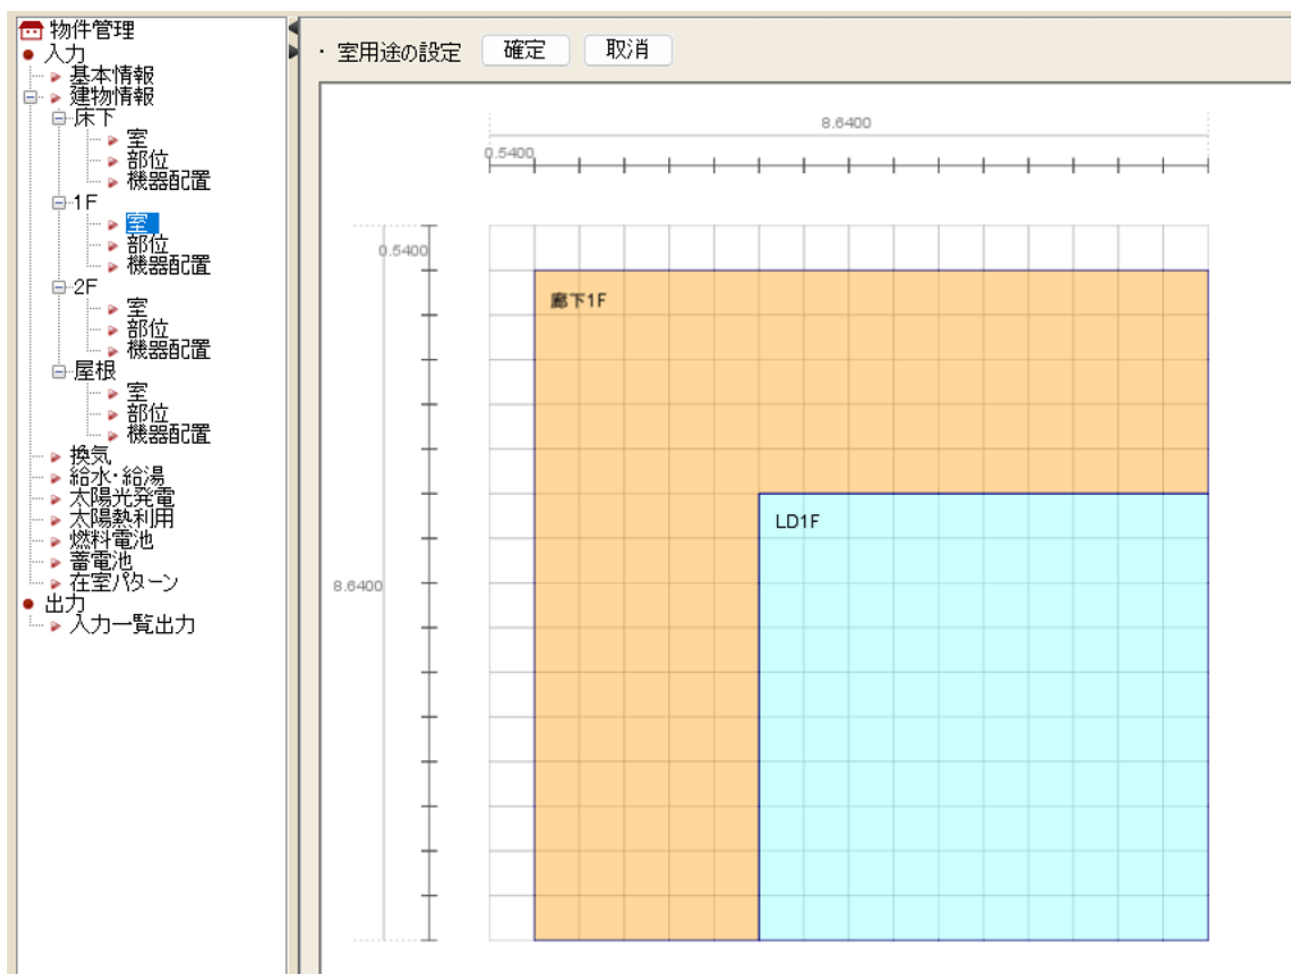 物件管理
入力
基本情報
建物情報
床下
室
部位
機器配置
1F
室
部位
機器配置
2F
室
部位
機器配置
屋根
室
部位
機器配置
換気
給水・給湯
太陽光発電
太陽熱利用
燃料電池
蓄電池
在室パターン
出力
入力一覧出力
・ 室用途の設定 確定 取消
8.6400
0.5400
0.5400
廊下1F
LD1F
8.6400